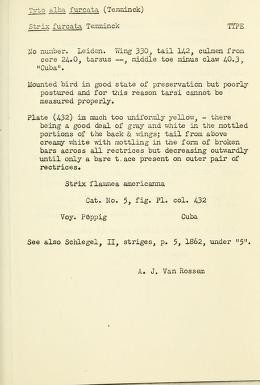 Tyto alba furcata (Temminck)
Strix furcata Temminck TYPE
No number. Leiden. Wing 330, tail 142, culmen from
cere 24.0, tarsus --, middle toe minus claw 40.3,
"Cuba".
Mounted bird in good state of preservation but poorly
postured and for this reason tarsi cannot be
measured properly.
Plate (432) in much too uniformly yellow, - there
being a good deal of gray and white in the mottled
portions of the back & wings; tail from above
creamy white with mottling in the form of broken
bars across all rectrices but decreasing outwardly
until only a bare trace present on outer pair of
rectrices.
Strix flammea americanna
Cat. No. 5, fig. Pl. col. 432
Voy. Pöppig Cuba
See also Schlegel, II, striges, p. 5, 1862, under "5".
A. J. Van Rossem